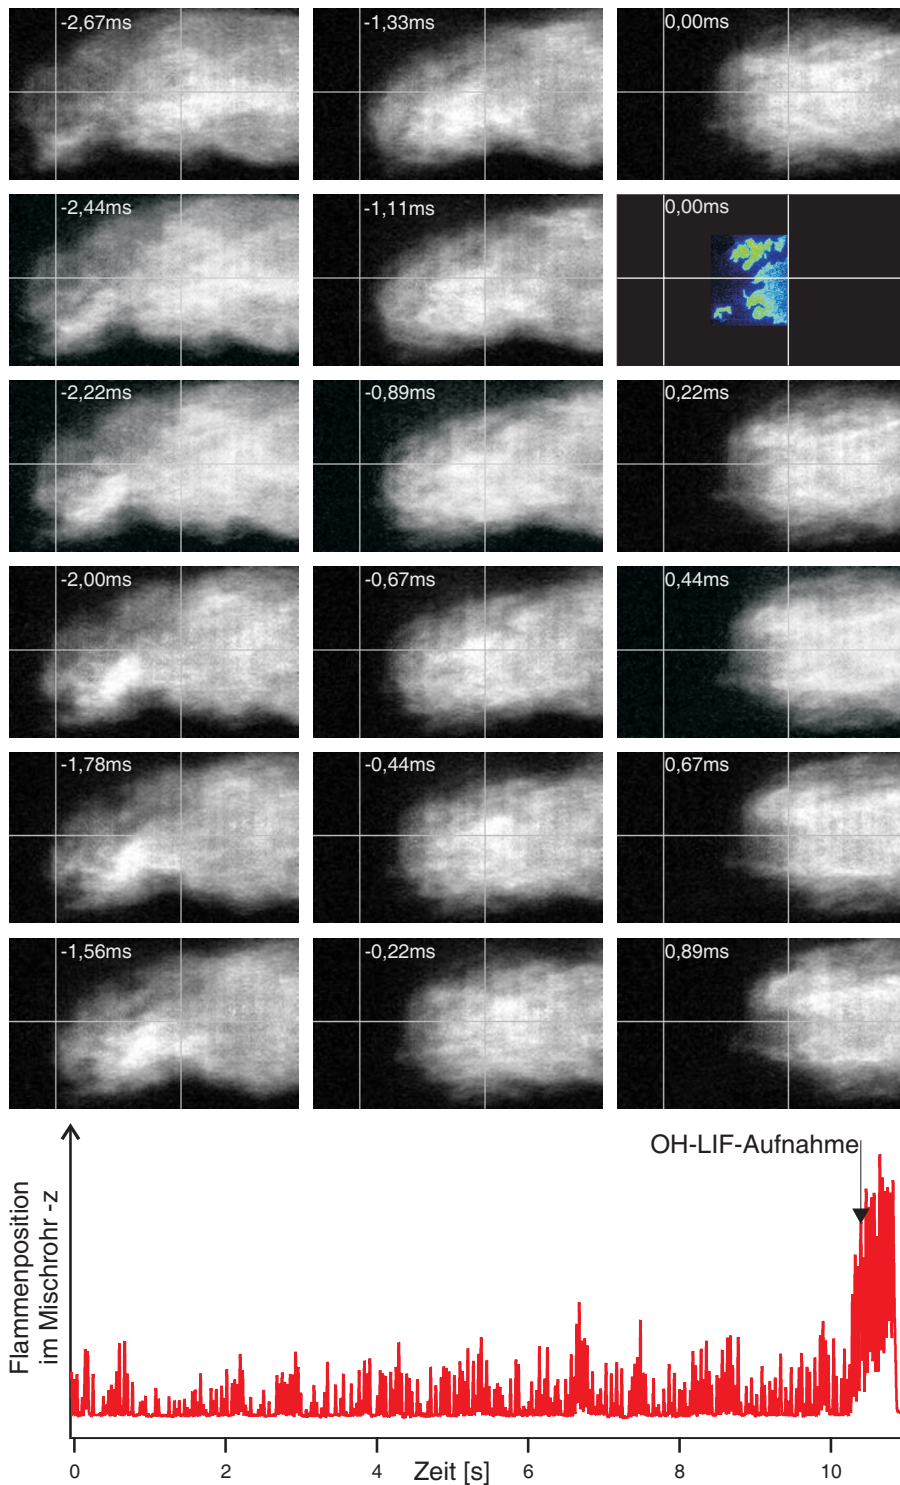 -2,67ms
-1,33ms
0,00ms
-2,44ms
-1,11ms
0,00ms
-2,22ms
-0,89ms
0,22ms
-2,00ms
-0,67ms
0,44ms
-1,78ms
-0,44ms
0,67ms
-1,56ms
-0,22ms
0,89ms
OH-LIF-Aufnahme
Flammenposition
im Mischrohr -z
0
2
4
6
8
10
Zeit [s]